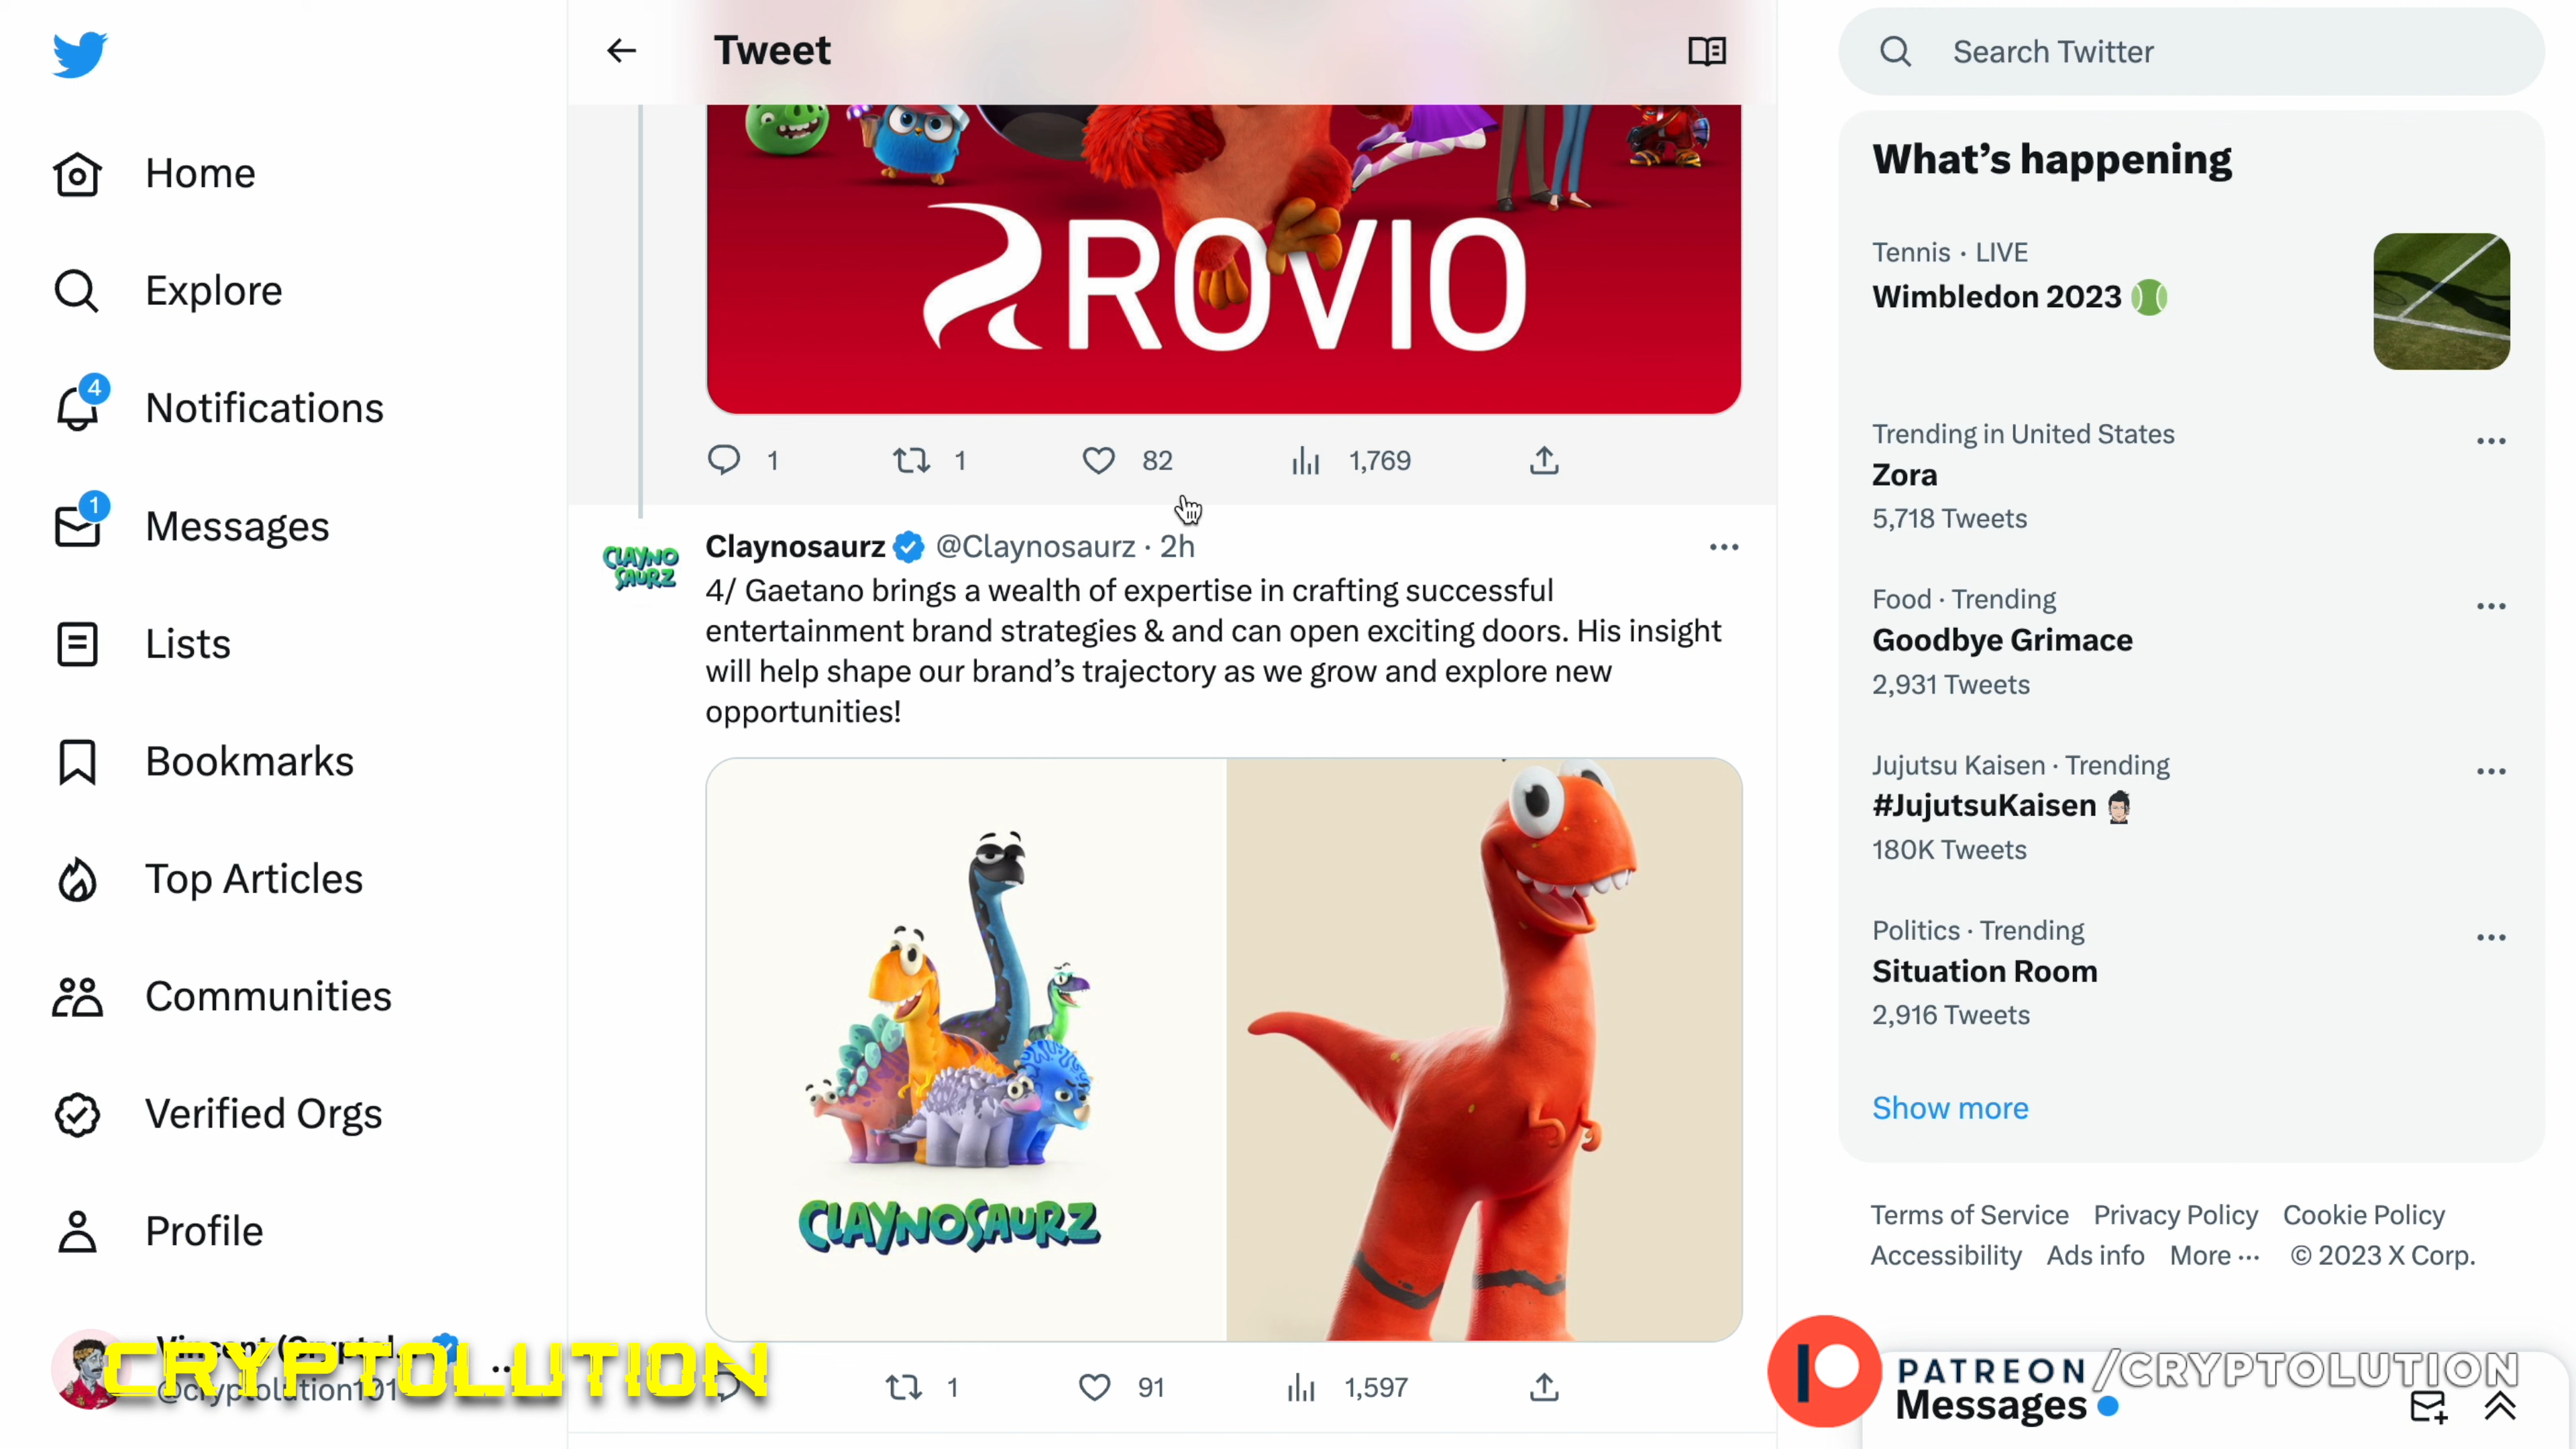 Home
Explore
4
Notifications
1
Messages
Lists
Bookmarks
Top Articles
Communities
Verified Orgs
Profile
@cryptolution101
CRYPTOLUTION
Tweet
ROVIO
1 1 82 1,769
CLAYNO
SAURZ
Claynosaurz @Claynosaurz · 2h
4/ Gaetano brings a wealth of expertise in crafting successful
entertainment brand strategies & and can open exciting doors. His insight
will help shape our brand’s trajectory as we grow and explore new
opportunities!
CLAYNOSAURZ
1 91 1,597
Search Twitter
What’s happening
Tennis · LIVE
Wimbledon 2023
Trending in United States
Zora
5,718 Tweets
Food · Trending
Goodbye Grimace
2,931 Tweets
Jujutsu Kaisen · Trending
#JujutsuKaisen
180K Tweets
Politics · Trending
Situation Room
2,916 Tweets
Show more
Terms of Service Privacy Policy Cookie Policy
Accessibility Ads info More ··· © 2023 X Corp.
PATREON/CRYPTOLUTION
Messages